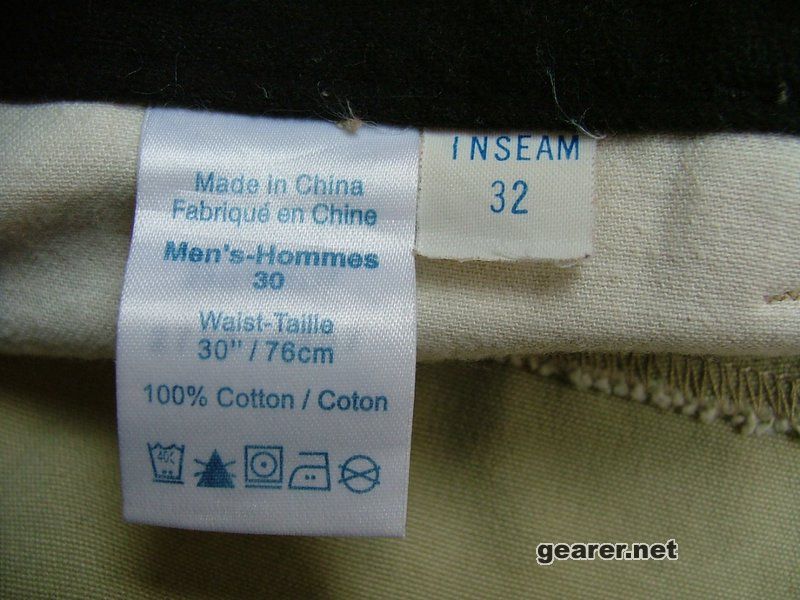 Made in China
Fabriqué en Chine
Men's-Hommes
30
Waist-Taille
30" / 76cm
100% Cotton / Coton
40C
INSEAM
32
gearer.net